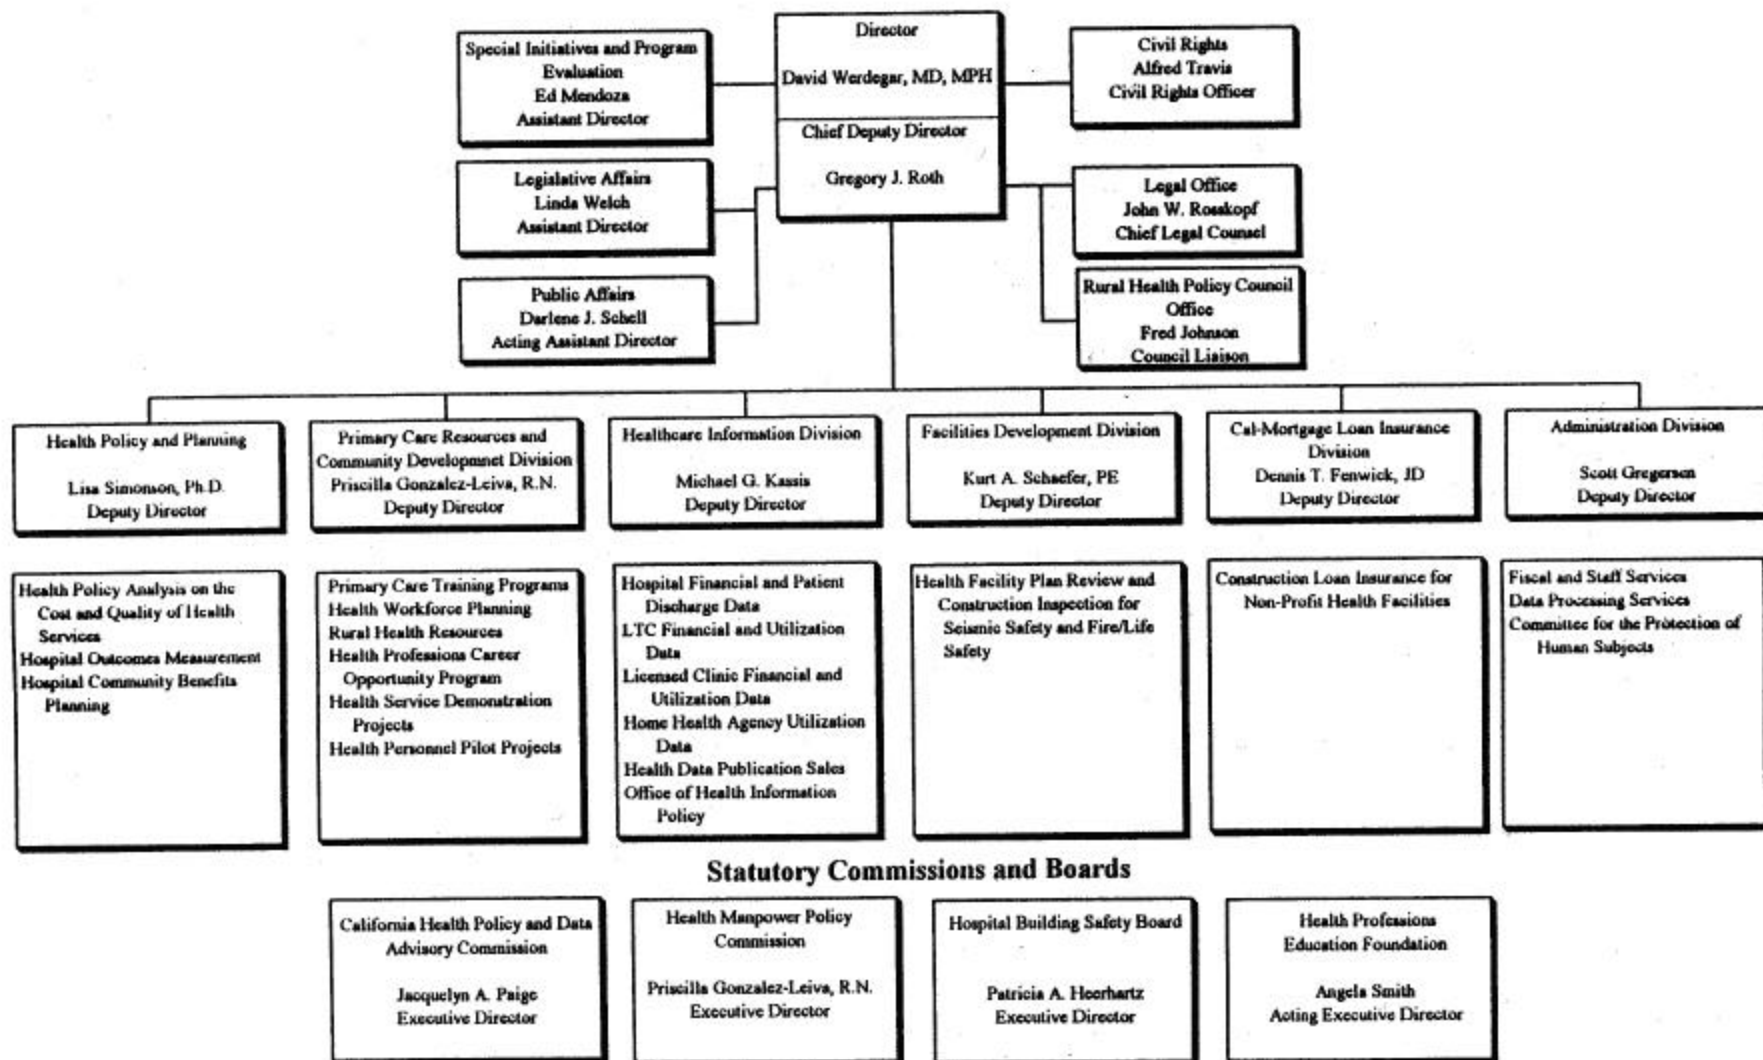 Director
David Werdegar, MD, MPH
Chief Deputy Director
Gregory J. Roth
Special Initiatives and Program
Evaluation
Ed Mendoza
Assistant Director
Legislative Affairs
Linda Welch
Assistant Director
Public Affairs
Darlene J. Schell
Acting Assistant Director
Civil Rights
Alfred Travis
Civil Rights Officer
Legal Office
John W. Rosskopf
Chief Legal Counsel
Rural Health Policy Council
Office
Fred Johnson
Council Liaison
Health Policy and Planning
Lisa Simonson, Ph.D.
Deputy Director
Primary Care Resources and
Community Developmnet Division
Priscilla Gonzalez-Leiva, R.N.
Deputy Director
Healthcare Information Division
Michael G. Kassis
Deputy Director
Facilities Development Division
Kurt A. Schaefer, PE
Deputy Director
Cal-Mortgage Loan Insurance
Division
Dennis T. Fenwick, JD
Deputy Director
Administration Division
Scott Gregersen
Deputy Director
Health Policy Analysis on the
Cost and Quality of Health
Services
Hospital Outcomes Measurement
Hospital Community Benefits
Planning
Primary Care Training Programs
Health Workforce Planning
Rural Health Resources
Health Professions Career
Opportunity Program
Health Service Demonstration
Projects
Health Personnel Pilot Projects
Hospital Financial and Patient
Discharge Data
LTC Financial and Utilization
Data
Licensed Clinic Financial and
Utilization Data
Home Health Agency Utilization
Data
Health Data Publication Sales
Office of Health Information
Policy
Health Facility Plan Review and
Construction Inspection for
Seismic Safety and Fire/Life
Safety
Construction Loan Insurance for
Non-Profit Health Facilities
Fiscal and Staff Services
Data Processing Services
Committee for the Protection of
Human Subjects
Statutory Commissions and Boards
California Health Policy and Data
Advisory Commission
Jacquelyn A. Paige
Executive Director
Health Manpower Policy
Commission
Priscilla Gonzalez-Leiva, R.N.
Executive Director
Hospital Building Safety Board
Patricia A. Heerhartz
Executive Director
Health Professions
Education Foundation
Angela Smith
Acting Executive Director